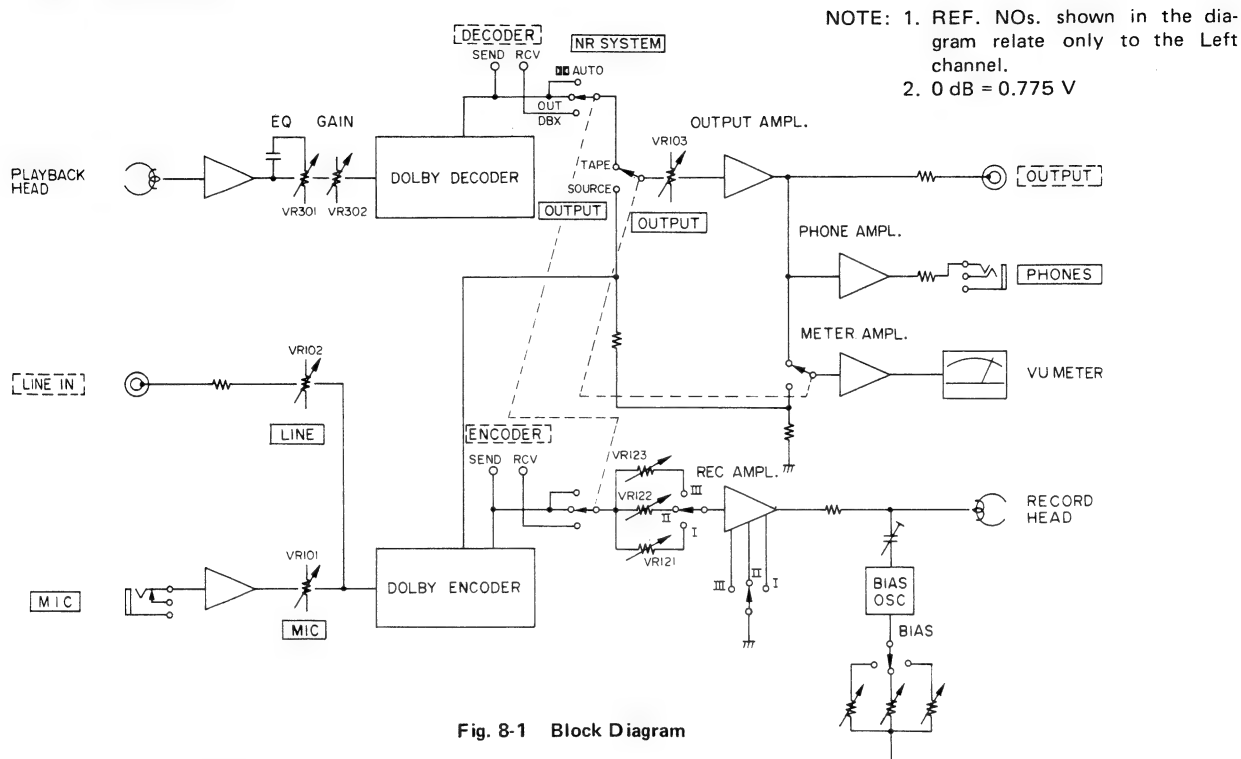 NOTE: 1. REF. NOs. shown in the dia-
gram relate only to the Left
channel.
2. 0 dB = 0.775 V
DECODER
SEND RCV
NR SYSTEM
AUTO
OUT
DBX
EQ GAIN
PLAYBACK
HEAD
VR301 VR302
DOLBY DECODER
TAPE
SOURCE
OUTPUT
VR103
OUTPUT
OUTPUT AMPL.
OUTPUT
PHONE AMPL.
PHONES
METER AMPL.
VU METER
LINE IN
VR102
LINE
ENCODER
SEND RCV
VR123
III
VR122
II
I
VR121
REC AMPL.
III II I
RECORD
HEAD
MIC
VR101
MIC
DOLBY ENCODER
BIAS
OSC
BIAS
Fig. 8-1 Block Diagram